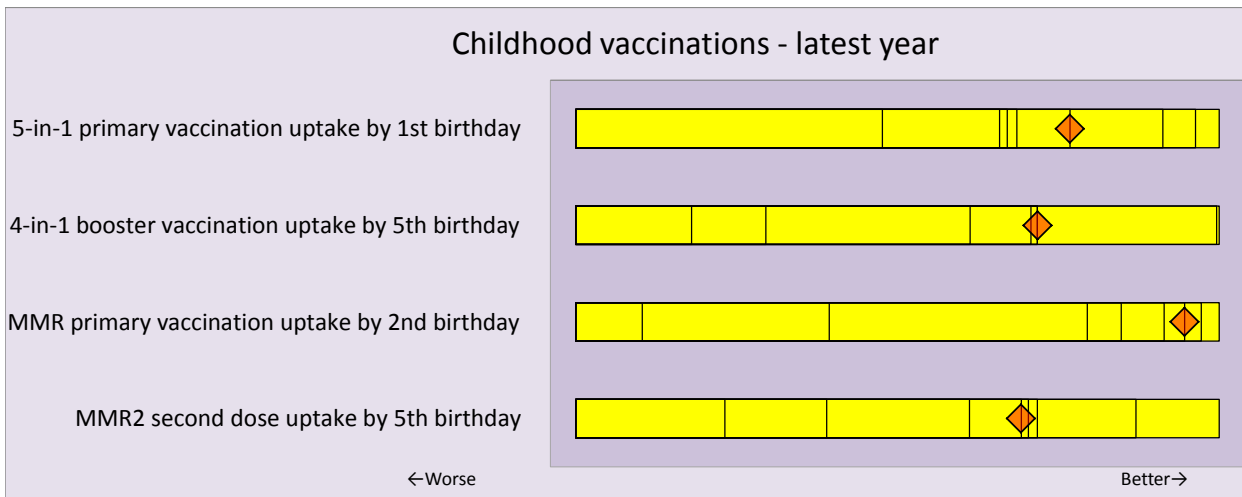 Childhood vaccinations - latest year
5-in-1 primary vaccination uptake by 1st birthday
4-in-1 booster vaccination uptake by 5th birthday
MMR primary vaccination uptake by 2nd birthday
MMR2 second dose uptake by 5th birthday
←Worse Better→